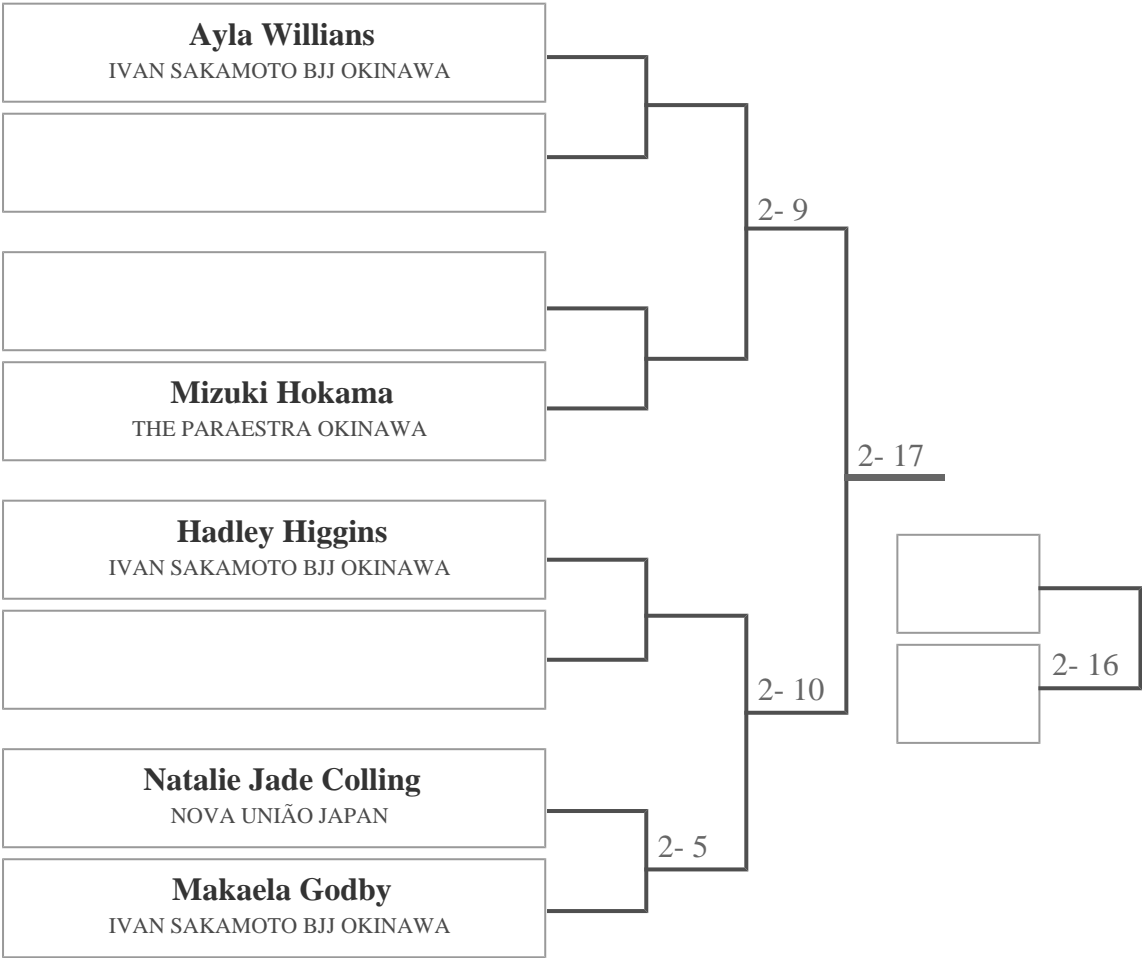 Ayla Willians
IVAN SAKAMOTO BJJ OKINAWA
2- 9
Mizuki Hokama
THE PARAESTRA OKINAWA
2- 17
Hadley Higgins
IVAN SAKAMOTO BJJ OKINAWA
2- 16
2- 10
Natalie Jade Colling
NOVA UNIÃO JAPAN
2- 5
Makaela Godby
IVAN SAKAMOTO BJJ OKINAWA